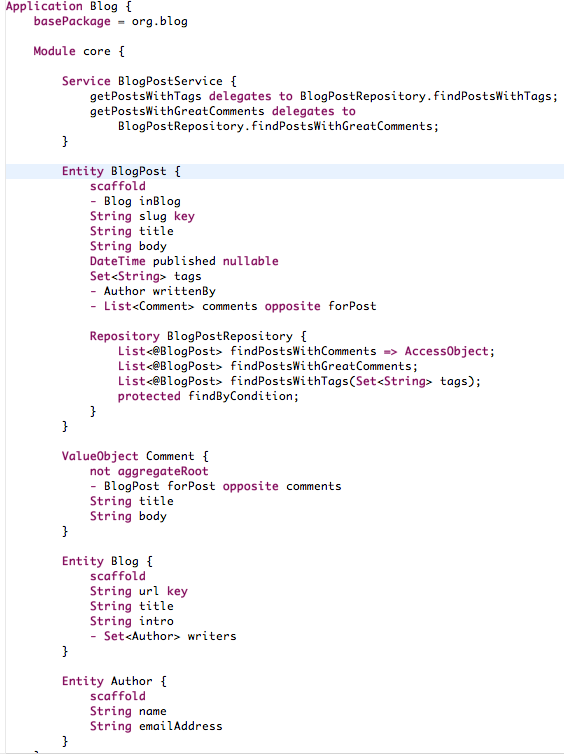 Application Blog {
    basePackage = org.blog
    Module core {
        Service BlogPostService {
            getPostsWithTags delegates to BlogPostRepository.findPostsWithTags;
            getPostsWithGreatComments delegates to
                BlogPostRepository.findPostsWithGreatComments;
        }
        Entity BlogPost {
            scaffold
            - Blog inBlog
            String slug key
            String title
            String body
            DateTime published nullable
            Set<String> tags
            - Author writtenBy
            - List<Comment> comments opposite forPost
            Repository BlogPostRepository {
                List<@BlogPost> findPostsWithComments => AccessObject;
                List<@BlogPost> findPostsWithGreatComments;
                List<@BlogPost> findPostsWithTags(Set<String> tags);
                protected findByCondition;
            }
        }
        ValueObject Comment {
            not aggregateRoot
            - BlogPost forPost opposite comments
            String title
            String body
        }
        Entity Blog {
            scaffold
            String url key
            String title
            String intro
            - Set<Author> writers
        }
        Entity Author {
            scaffold
            String name
            String emailAddress
        }